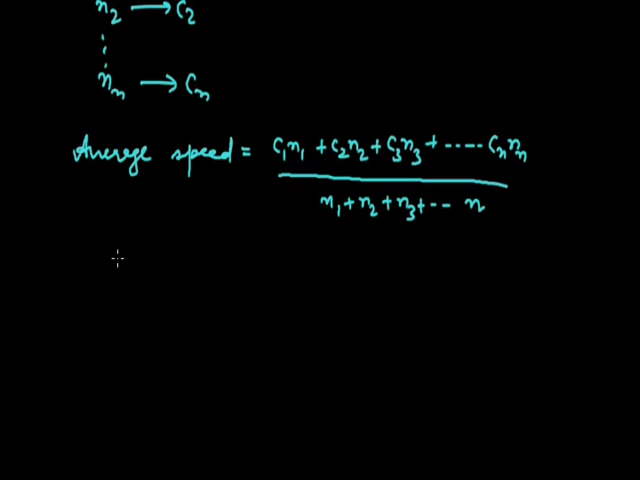 n₂ → C₂
⋮
nₙ → Cₙ
Average speed = C₁n₁ + C₂n₂ + C₃n₃ + ..... Cₙnₙ
n₁ + n₂ + n₃ + -- n